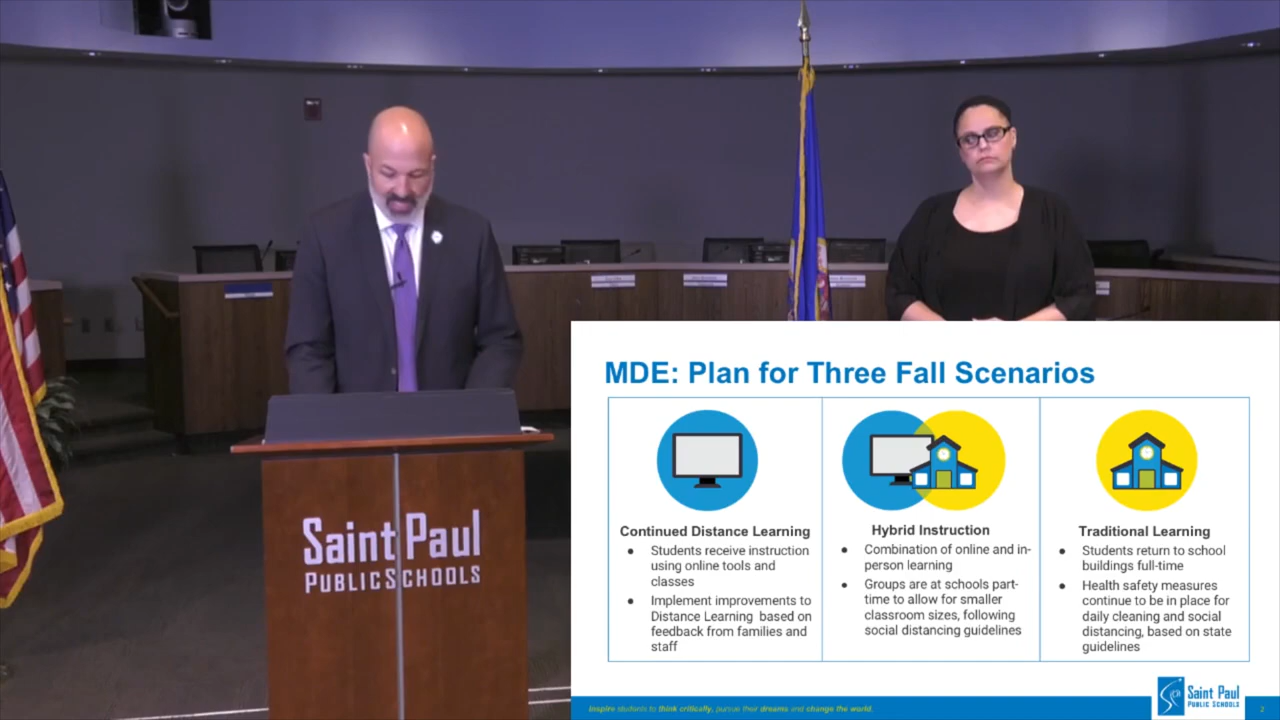 Saint Paul
PUBLIC SCHOOLS
MDE: Plan for Three Fall Scenarios
Continued Distance Learning
● Students receive instruction
using online tools and
classes
● Implement improvements to
Distance Learning based on
feedback from families and
staff
Hybrid Instruction
● Combination of online and in-
person learning
● Groups are at schools part-
time to allow for smaller
classroom sizes, following
social distancing guidelines
Traditional Learning
● Students return to school
buildings full-time
● Health safety measures
continue to be in place for
daily cleaning and social
distancing, based on state
guidelines
inspire students to think critically, pursue their dreams and change the world.
Saint Paul
PUBLIC SCHOOLS
2